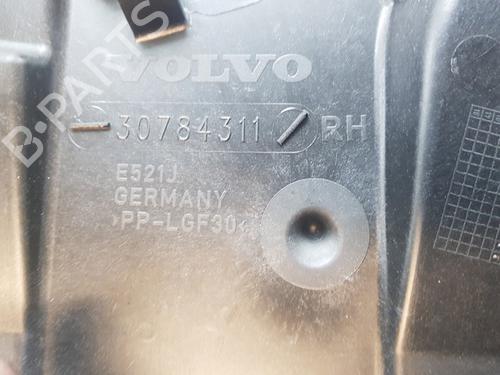 B-PARTS
VOLVO
30784311 RH
E521J
GERMANY
>PP-LGF30<